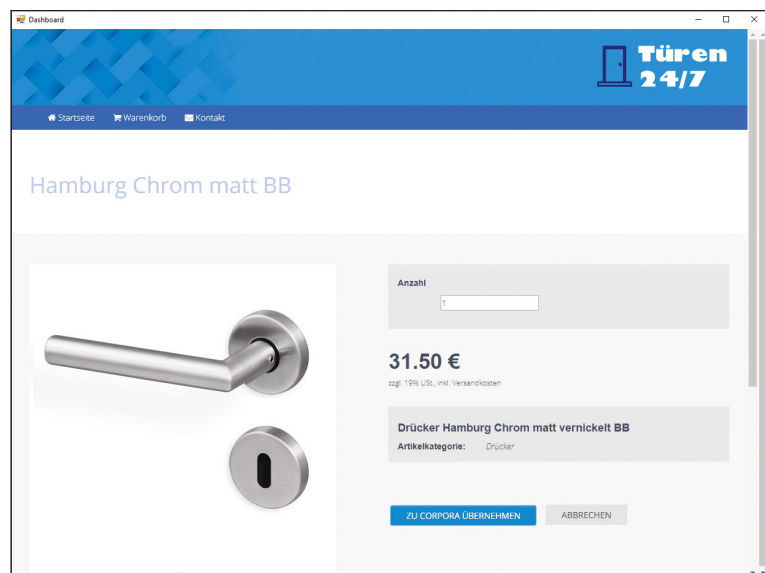 Dashboard
Türen
24/7
Startseite Warenkorb Kontakt
Hamburg Chrom matt BB
Anzahl
1
31.50 €
zzgl. 19% USt., inkl. Versandkosten
Drücker Hamburg Chrom matt vernickelt BB
Artikelkategorie: Drücker
ZU CORPORA ÜBERNEHMEN ABBRECHEN